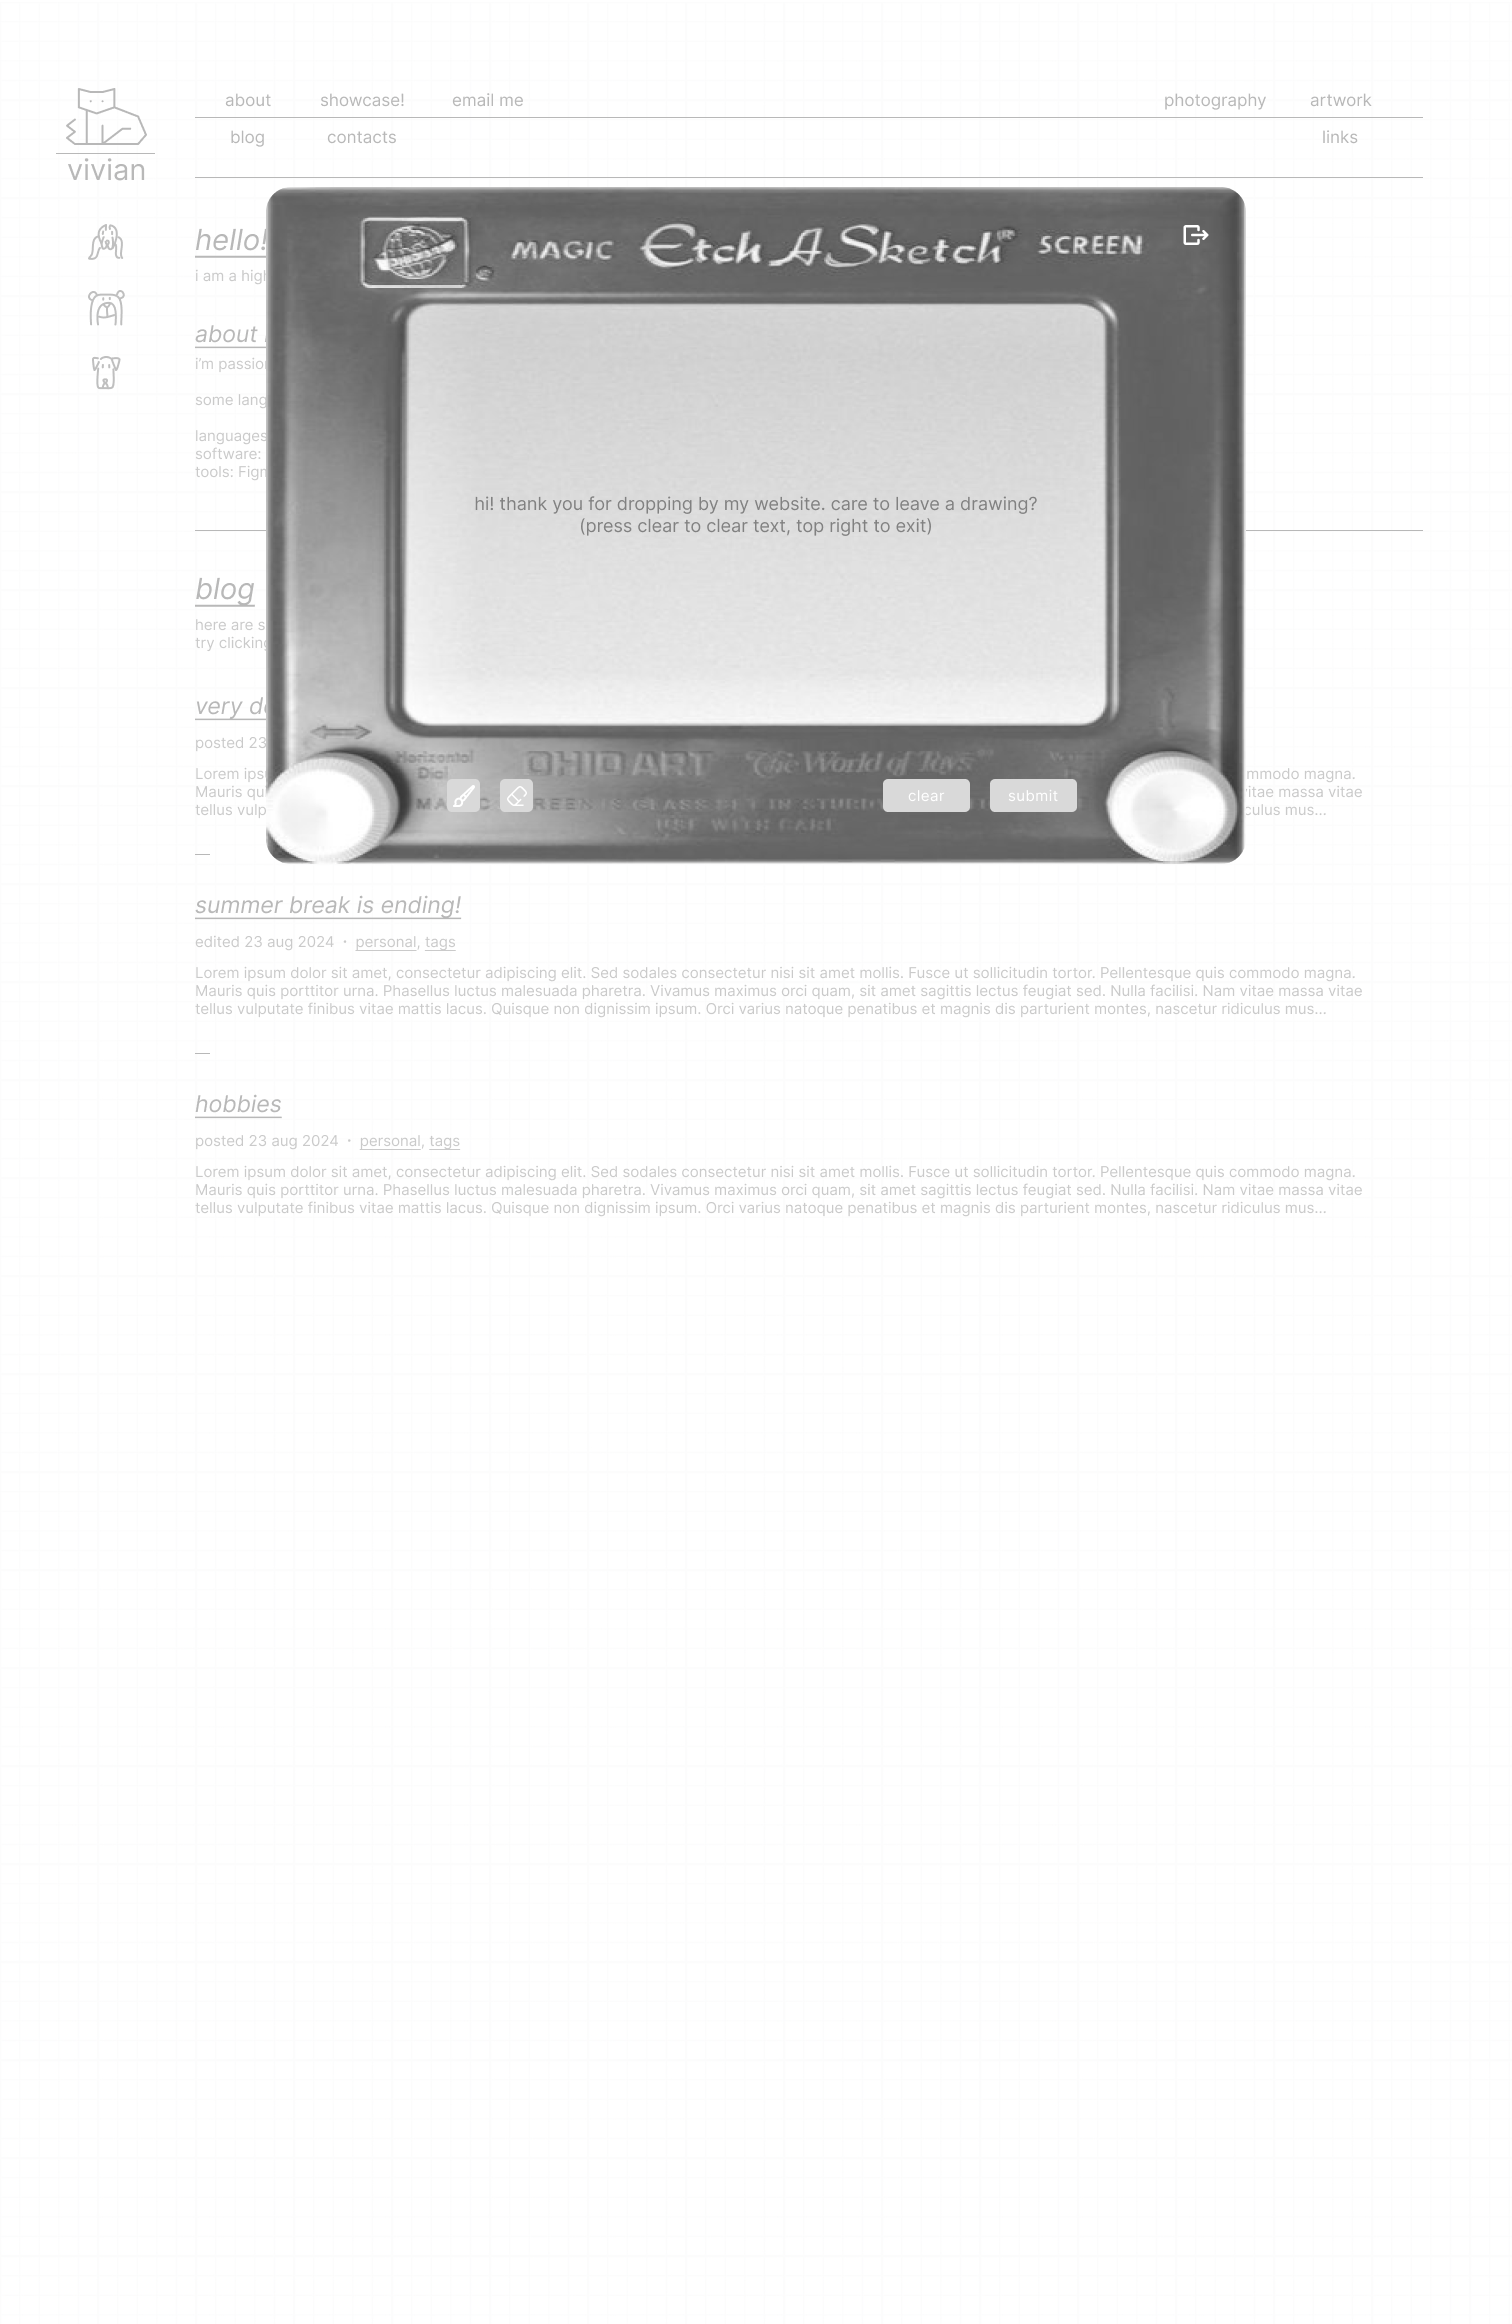 about showcase! email me photography artwork
blog contacts links
vivian
MAGIC Etch A Sketch® SCREEN
hello!
i am a high
about
i'm passio
some lang
languages
software:
tools: Figm
hi! thank you for dropping by my website. care to leave a drawing?
(press clear to clear text, top right to exit)
blog
here are s
try clicking
very de
posted 23
Horizontal
Dial
OHIO ART The World of Toys®
clear submit
USE WITH CARE
Lorem ips mmodo magna.
Mauris qu vitae massa vitae
tellus vulp culus mus...
summer break is ending!
edited 23 aug 2024 · personal, tags
Lorem ipsum dolor sit amet, consectetur adipiscing elit. Sed sodales consectetur nisi sit amet mollis. Fusce ut sollicitudin tortor. Pellentesque quis commodo magna.
Mauris quis porttitor urna. Phasellus luctus malesuada pharetra. Vivamus maximus orci quam, sit amet sagittis lectus feugiat sed. Nulla facilisi. Nam vitae massa vitae
tellus vulputate finibus vitae mattis lacus. Quisque non dignissim ipsum. Orci varius natoque penatibus et magnis dis parturient montes, nascetur ridiculus mus...
hobbies
posted 23 aug 2024 · personal, tags
Lorem ipsum dolor sit amet, consectetur adipiscing elit. Sed sodales consectetur nisi sit amet mollis. Fusce ut sollicitudin tortor. Pellentesque quis commodo magna.
Mauris quis porttitor urna. Phasellus luctus malesuada pharetra. Vivamus maximus orci quam, sit amet sagittis lectus feugiat sed. Nulla facilisi. Nam vitae massa vitae
tellus vulputate finibus vitae mattis lacus. Quisque non dignissim ipsum. Orci varius natoque penatibus et magnis dis parturient montes, nascetur ridiculus mus...